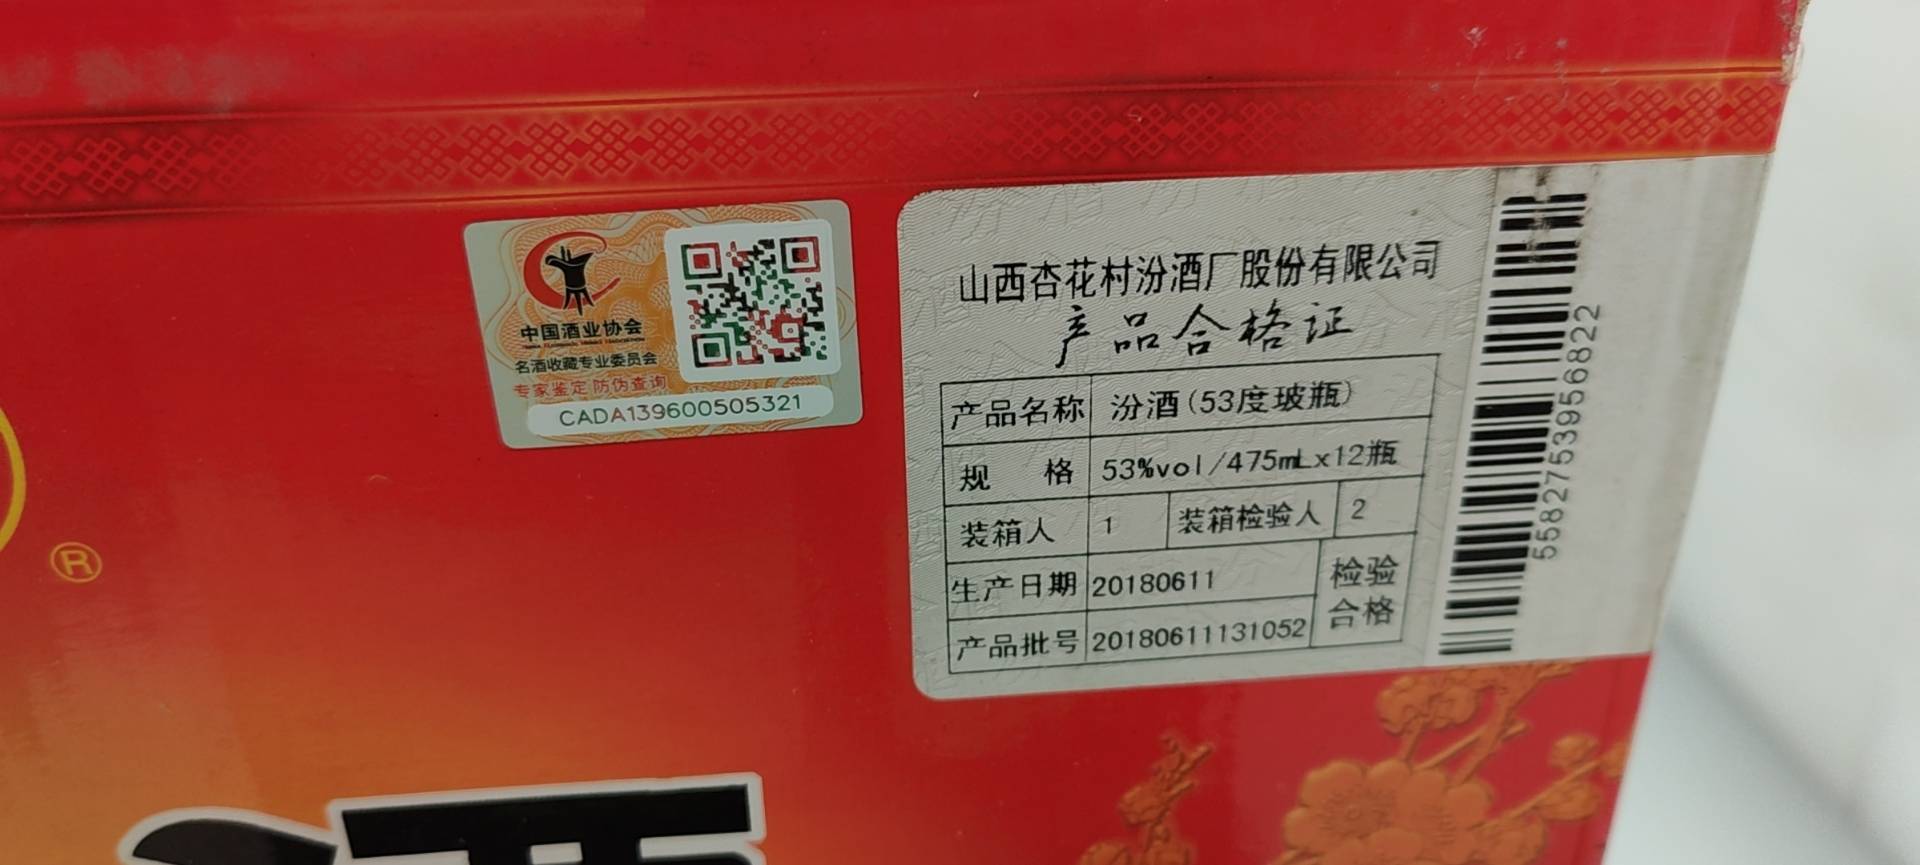 中国酒业协会
名酒收藏专业委员会
专家鉴定 防伪查询
CADA139600505321
山西杏花村汾酒厂股份有限公司
产品合格证
产品名称 汾酒(53度玻瓶)
规 格 53%vol/475mLx12瓶
装箱人 1 装箱检验人 2
生产日期 20180611
检验合格
产品批号 20180611131052
5582753956822
®